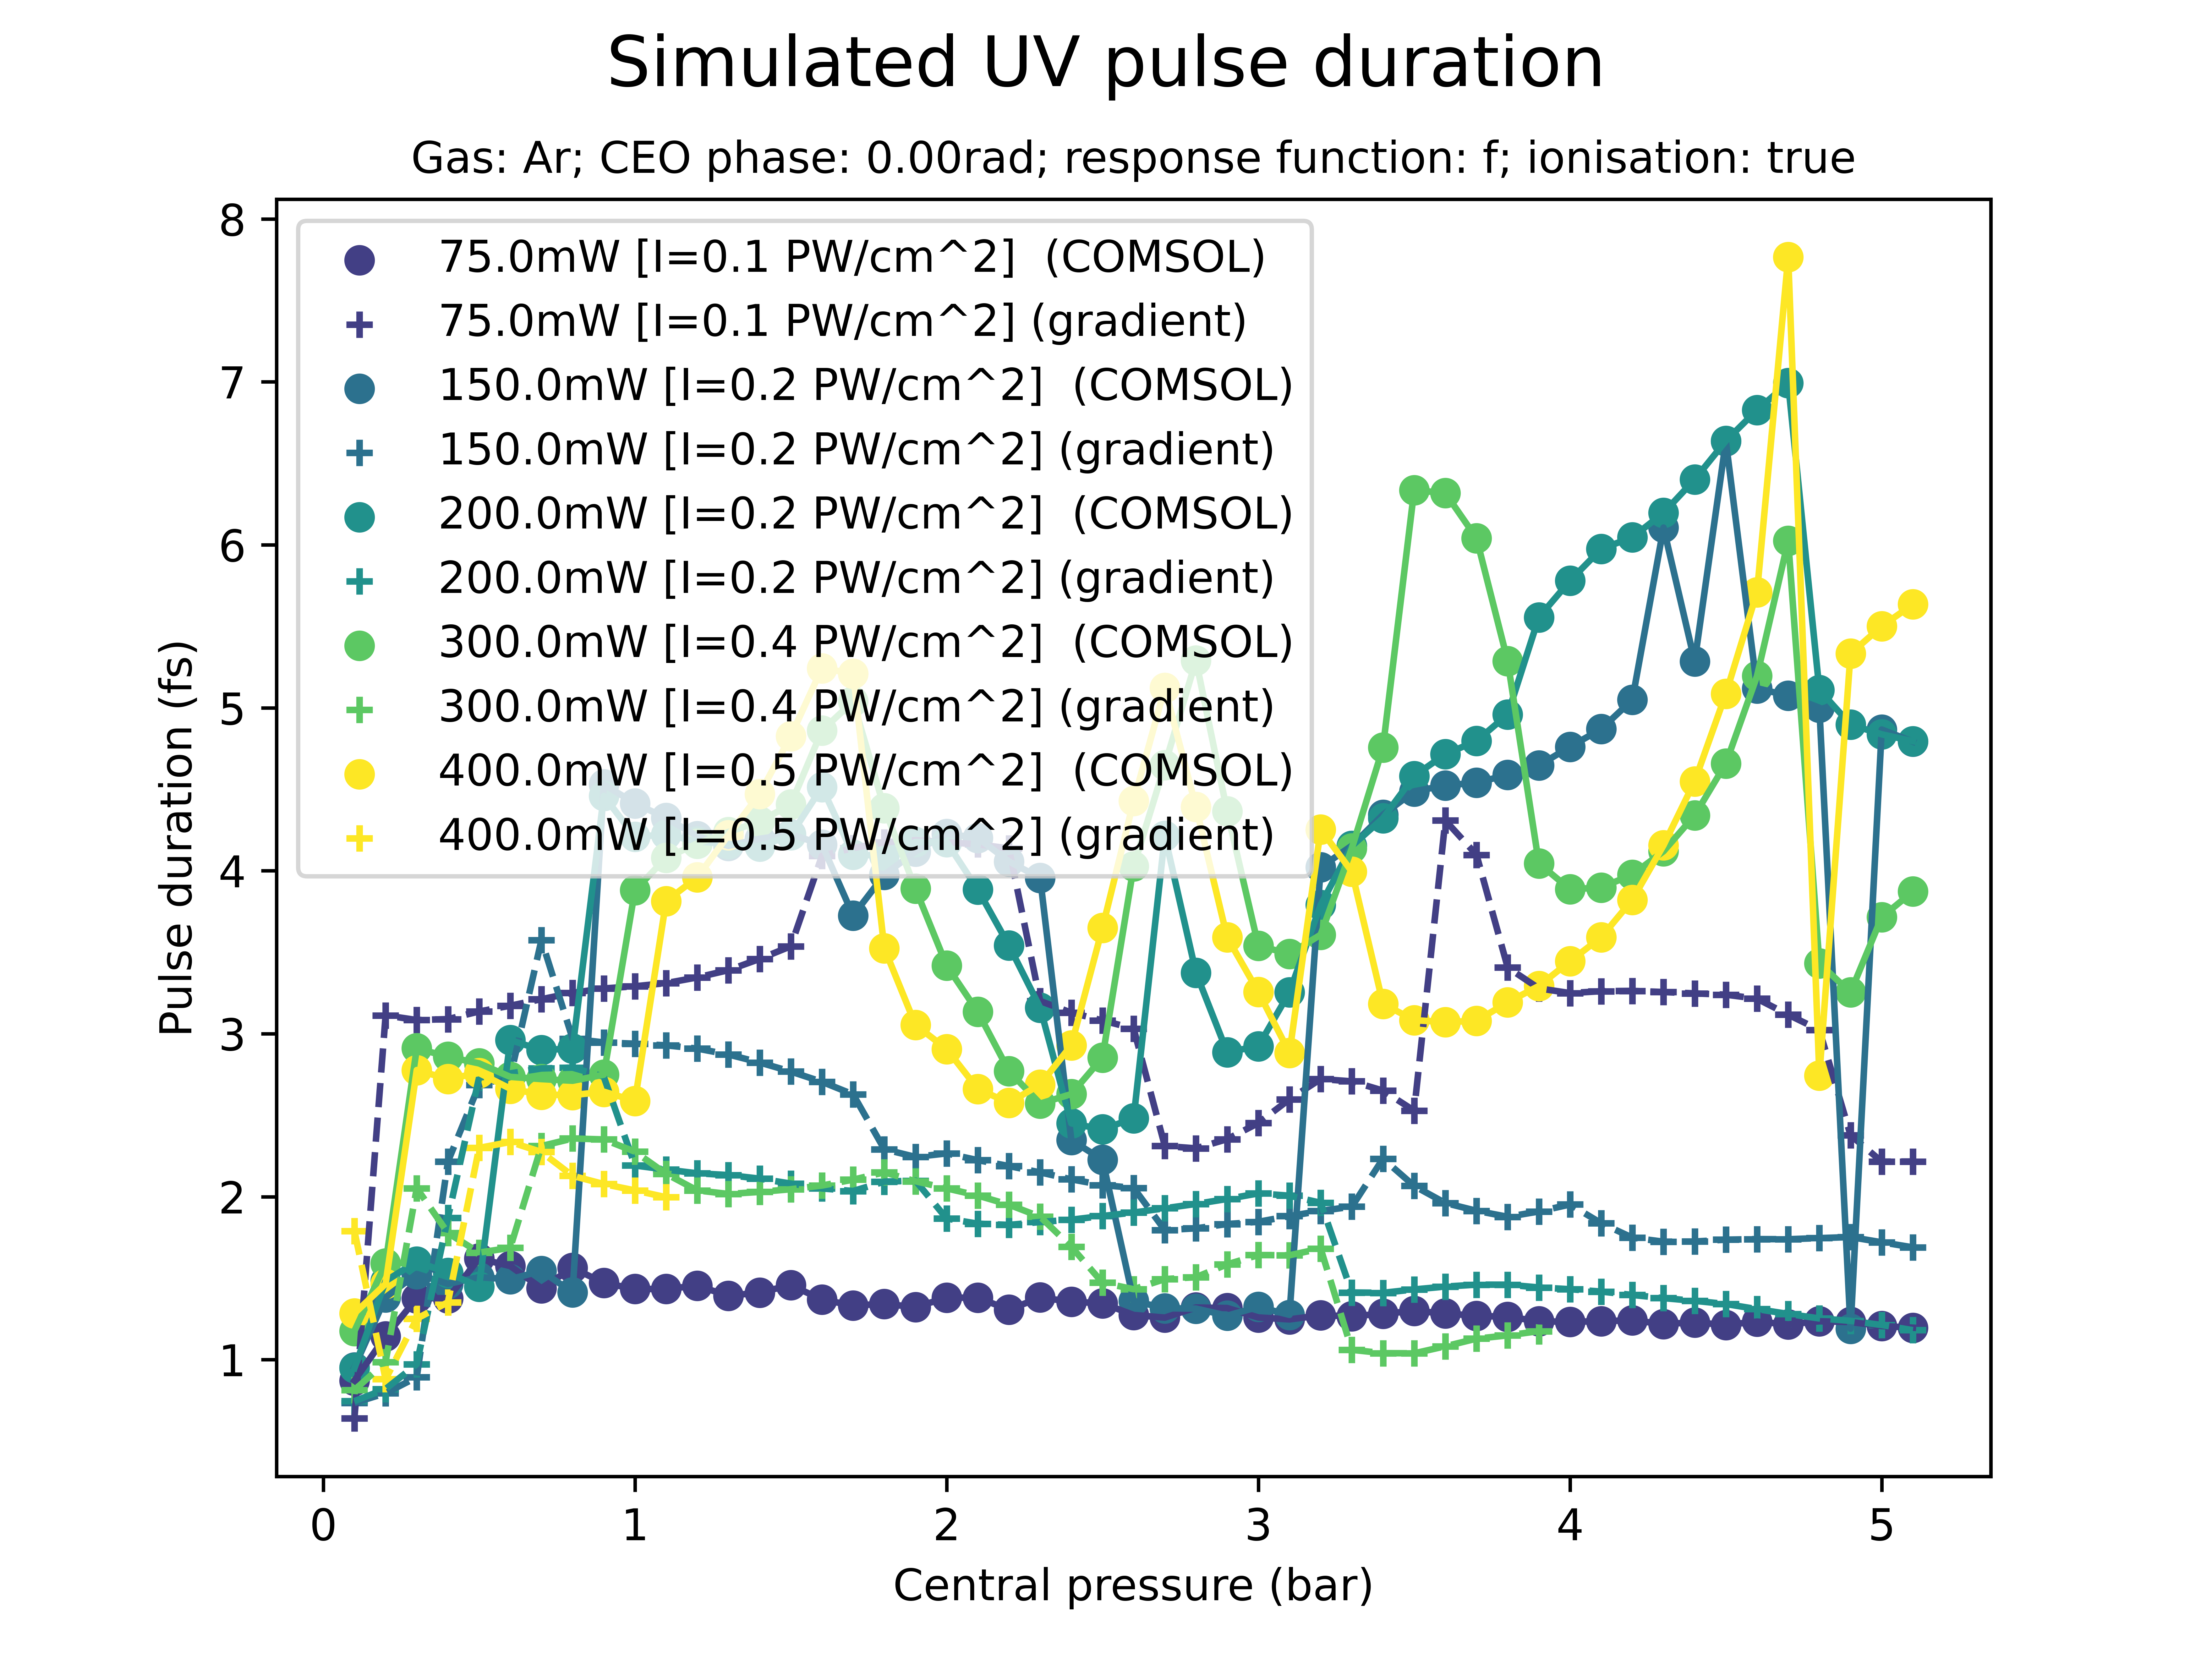 Simulated UV pulse duration
Gas: Ar; CEO phase: 0.00rad; response function: f; ionisation: true
8
7
6
5
4
3
2
1
Pulse duration (fs)
75.0mW [I=0.1 PW/cm^2]  (COMSOL)
75.0mW [I=0.1 PW/cm^2] (gradient)
150.0mW [I=0.2 PW/cm^2]  (COMSOL)
150.0mW [I=0.2 PW/cm^2] (gradient)
200.0mW [I=0.2 PW/cm^2]  (COMSOL)
200.0mW [I=0.2 PW/cm^2] (gradient)
300.0mW [I=0.4 PW/cm^2]  (COMSOL)
300.0mW [I=0.4 PW/cm^2] (gradient)
400.0mW [I=0.5 PW/cm^2]  (COMSOL)
400.0mW [I=0.5 PW/cm^2] (gradient)
0 1 2 3 4 5
Central pressure (bar)